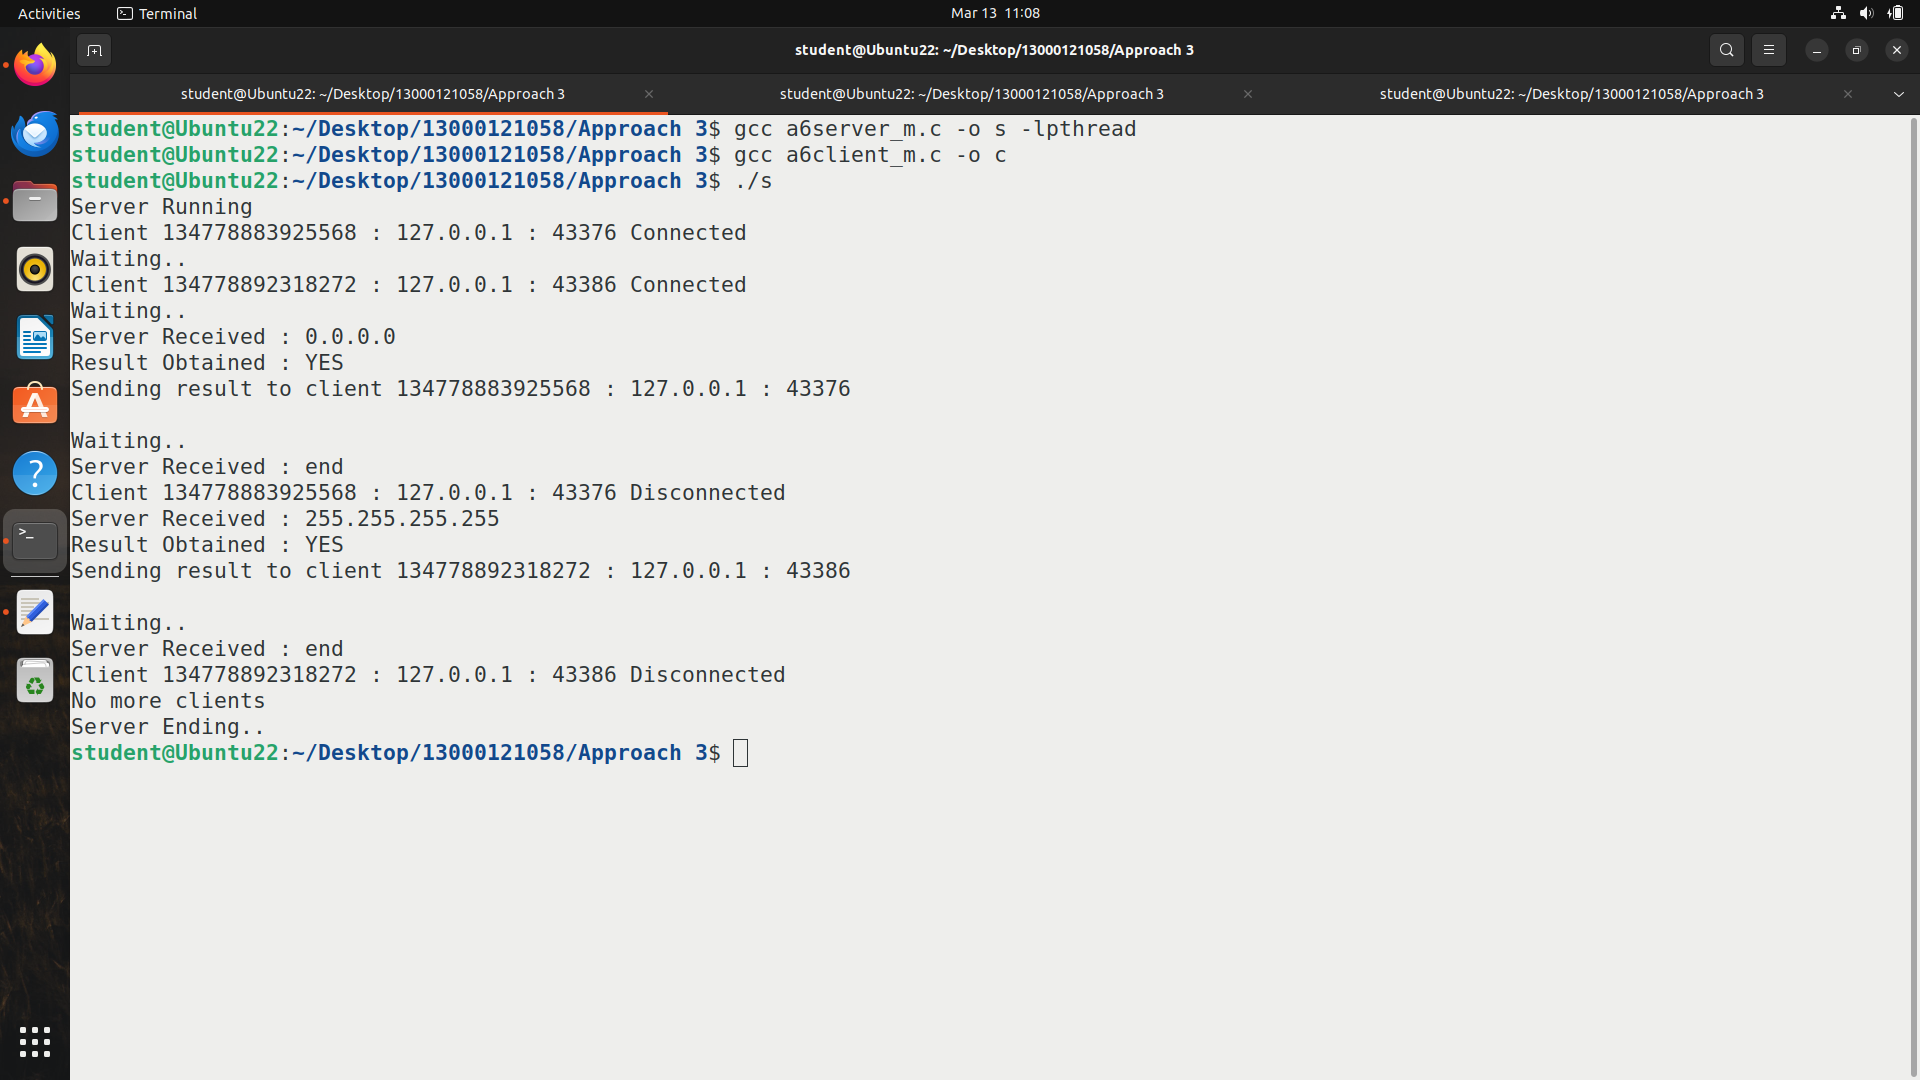 Activities
Terminal
Mar 13 11:08
student@Ubuntu22: ~/Desktop/13000121058/Approach 3
student@Ubuntu22: ~/Desktop/13000121058/Approach 3
student@Ubuntu22: ~/Desktop/13000121058/Approach 3
student@Ubuntu22: ~/Desktop/13000121058/Approach 3
student@Ubuntu22:~/Desktop/13000121058/Approach 3$ gcc a6server_m.c -o s -lpthread
student@Ubuntu22:~/Desktop/13000121058/Approach 3$ gcc a6client_m.c -o c
student@Ubuntu22:~/Desktop/13000121058/Approach 3$ ./s
Server Running
Client 134778883925568 : 127.0.0.1 : 43376 Connected
Waiting..
Client 134778892318272 : 127.0.0.1 : 43386 Connected
Waiting..
Server Received : 0.0.0.0
Result Obtained : YES
Sending result to client 134778883925568 : 127.0.0.1 : 43376
Waiting..
Server Received : end
Client 134778883925568 : 127.0.0.1 : 43376 Disconnected
Server Received : 255.255.255.255
Result Obtained : YES
Sending result to client 134778892318272 : 127.0.0.1 : 43386
Waiting..
Server Received : end
Client 134778892318272 : 127.0.0.1 : 43386 Disconnected
No more clients
Server Ending..
student@Ubuntu22:~/Desktop/13000121058/Approach 3$